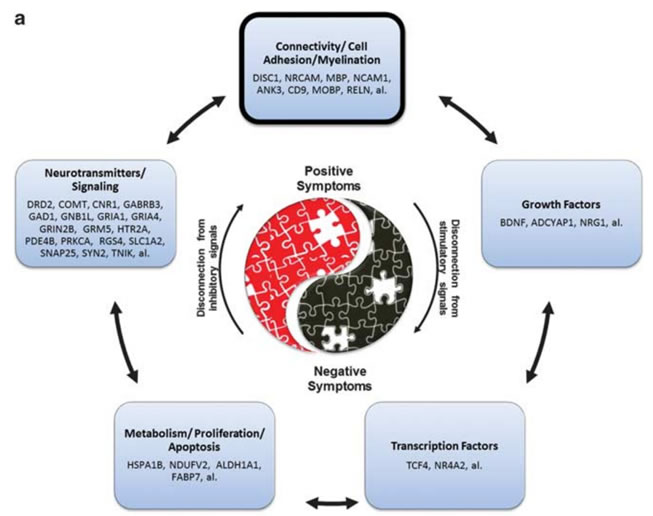 a
Connectivity/ Cell
Adhesion/Myelination
DISC1, NRCAM, MBP, NCAM1,
ANK3, CD9, MOBP, RELN, al.
Neurotransmitters/
Signaling
DRD2, COMT, CNR1, GABRB3,
GAD1, GNB1L, GRIA1, GRIA4,
GRIN2B, GRM5, HTR2A,
PDE4B, PRKCA, RGS4, SLC1A2,
SNAP25, SYN2, TNIK, al.
Positive
Symptoms
Growth Factors
BDNF, ADCYAP1, NRG1, al.
Disconnection from
inhibitory signals
Disconnection from
stimulatory signals
Negative
Symptoms
Metabolism/ Proliferation/
Apoptosis
HSPA1B, NDUFV2, ALDH1A1,
FABP7, al.
Transcription Factors
TCF4, NR4A2, al.